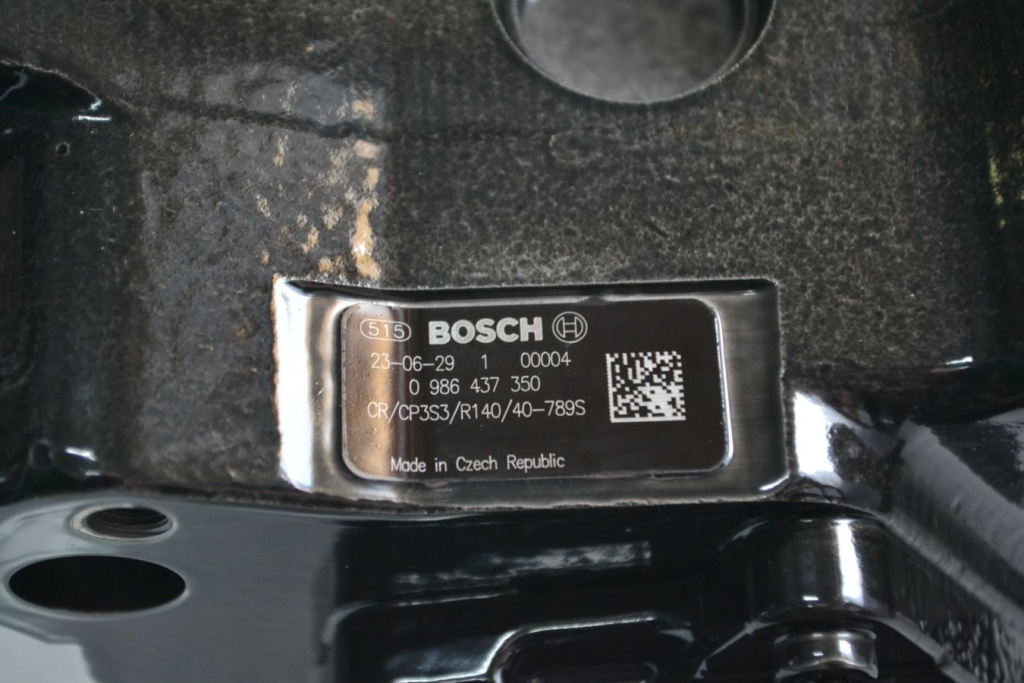 515 BOSCH
23-06-29 1 00004
0 986 437 350
CR/CP3S3/R140/40-789S
Made in Czech Republic